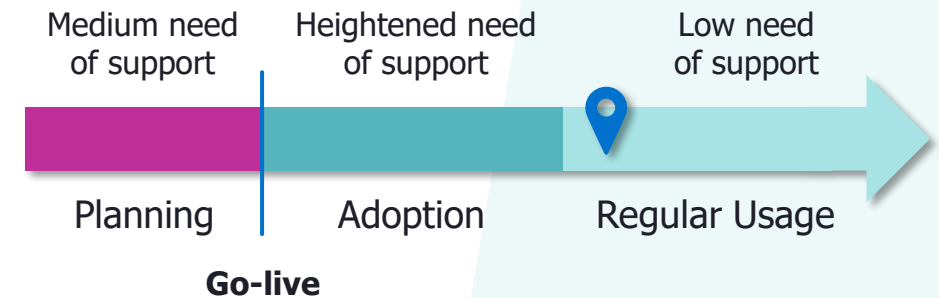 Medium need
of support
Heightened need
of support
Low need
of support
Planning
Adoption
Regular Usage
Go-live